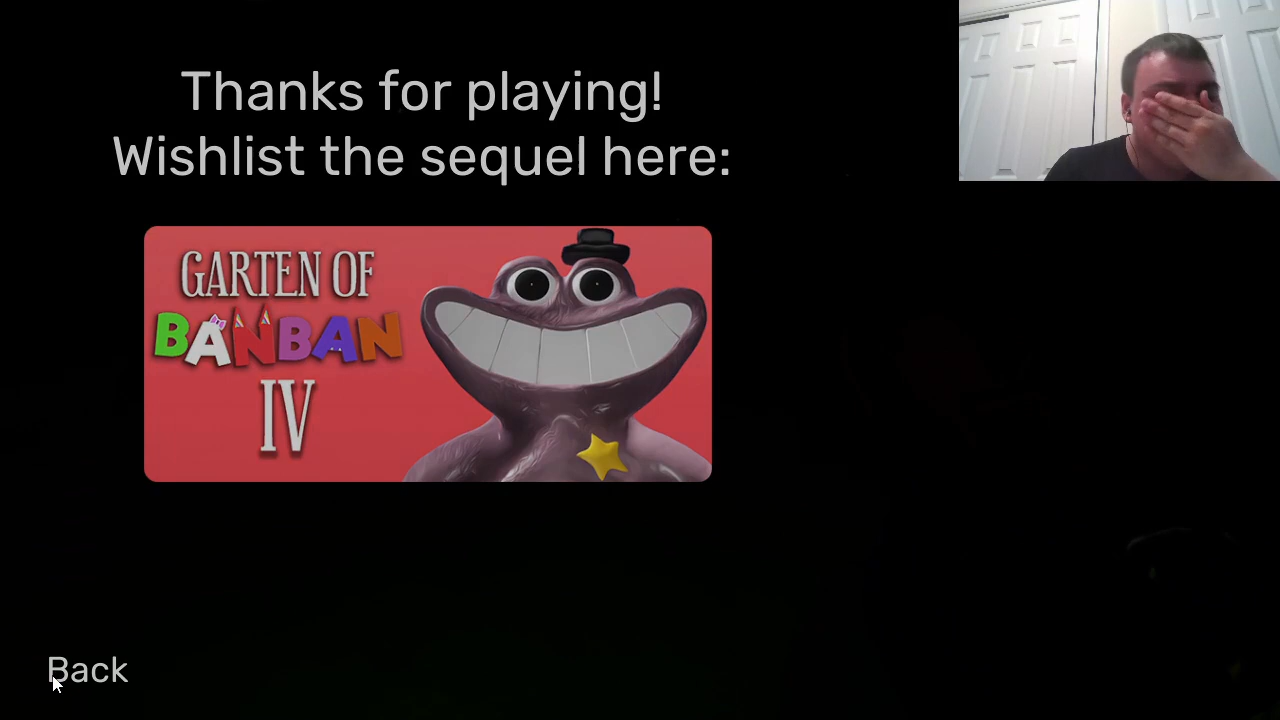 Thanks for playing!
Wishlist the sequel here:
GARTEN OF
BANBAN
IV
Back